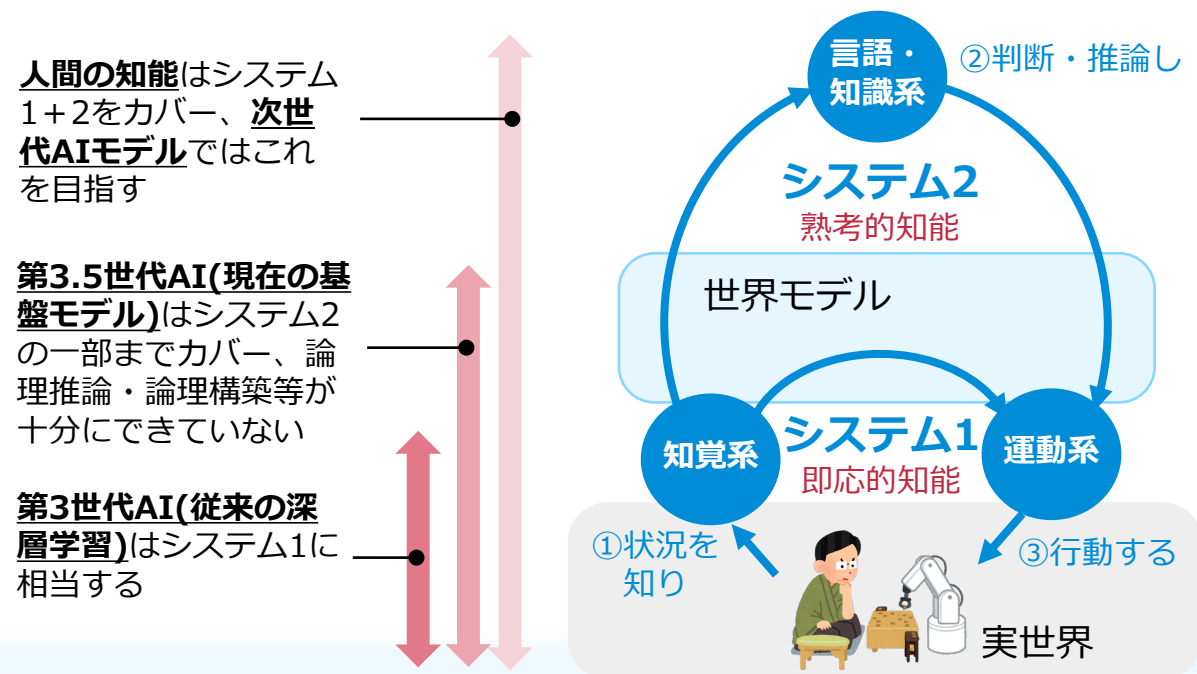 人間の知能はシステム
1+2をカバー、次世
代AIモデルではこれ
を目指す
第3.5世代AI(現在の基
盤モデル)はシステム2
の一部までカバー、論
理推論・論理構築等が
十分にできていない
第3世代AI(従来の深
層学習)はシステム1に
相当する
言語・
知識系
②判断・推論し
システム2
熟考的知能
世界モデル
知覚系
システム1
即応的知能
運動系
①状況を
知り
③行動する
実世界